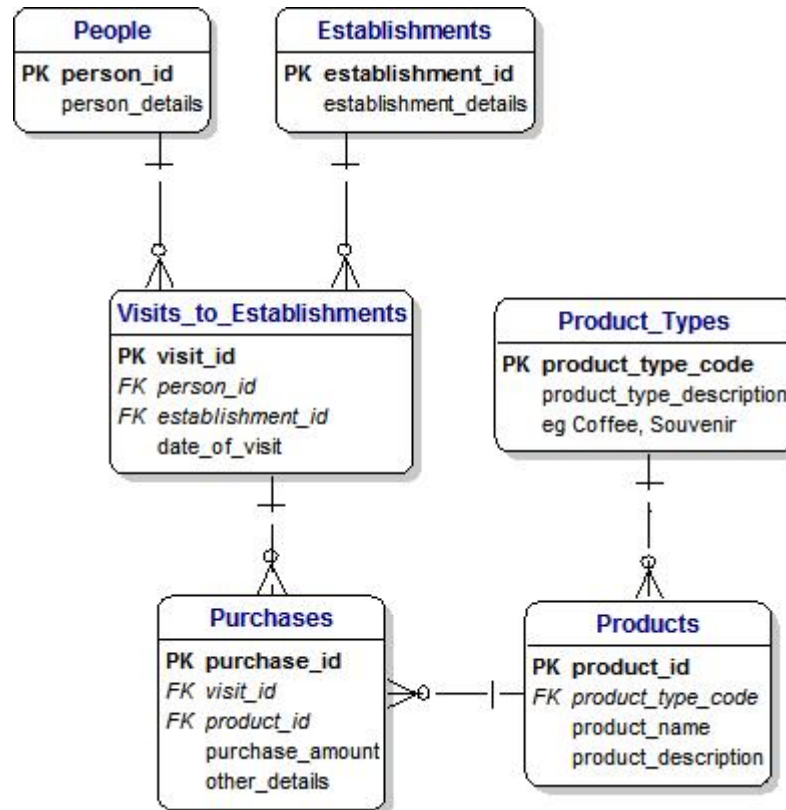 People
PK person_id
person_details
Establishments
PK establishment_id
establishment_details
Visits_to_Establishments
PK visit_id
FK person_id
FK establishment_id
date_of_visit
Product_Types
PK product_type_code
product_type_description
eg Coffee, Souvenir
Purchases
PK purchase_id
FK visit_id
FK product_id
purchase_amount
other_details
Products
PK product_id
FK product_type_code
product_name
product_description